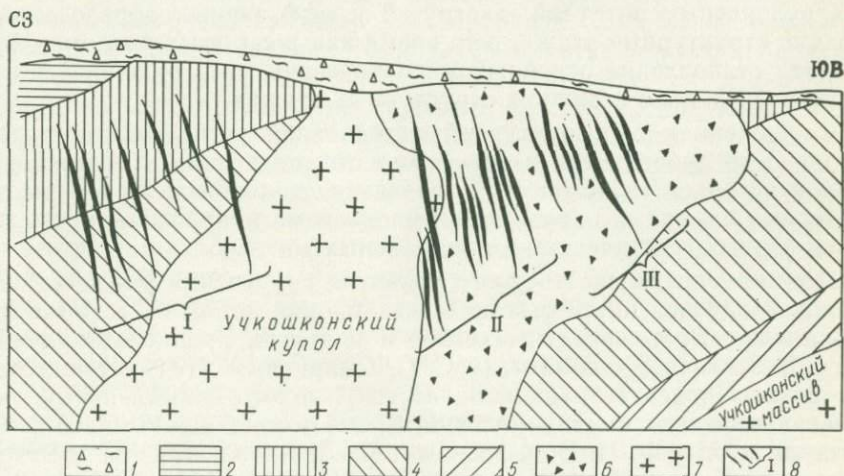 СЗ
ЮВ
I
Учкошконский
купол
II
III
Учкошконский
массив
1 2 3 4 5 6 7 8